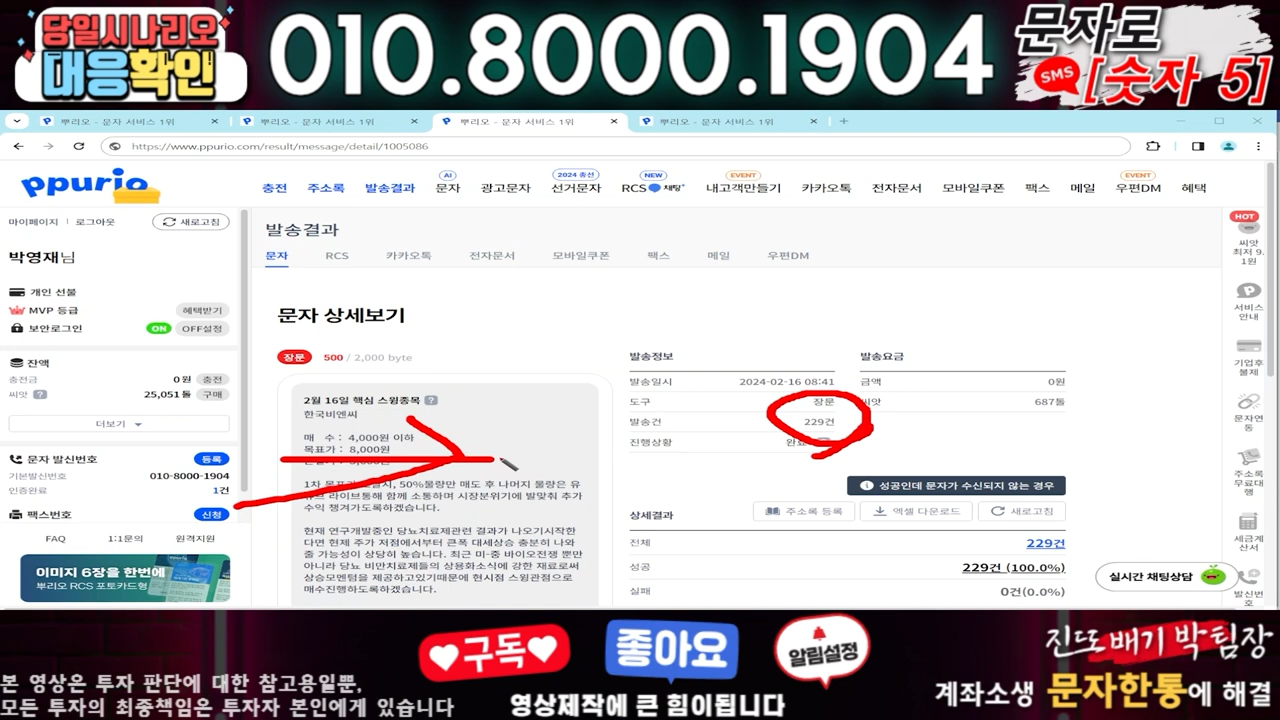 당일시나리오
대응확인
010.8000.1904
문자로
SMS [숫자 5]
뿌리오 - 문자 서비스 1위
뿌리오 - 문자 서비스 1위
뿌리오 - 문자 서비스 1위
뿌리오 - 문자 서비스 1위
https://www.ppurio.com/result/message/detail/1005086
ppurio
AI
2024 총선
NEW
EVENT
EVENT
충전 주소록 발송결과 문자 광고문자 선거문자 RCS 채팅+ 내고객만들기 카카오톡 전자문서 모바일쿠폰 팩스 메일 우편DM 혜택
마이페이지 로그아웃 새로고침
박영재님
개인 선불
MVP 등급 혜택받기
보안로그인 ON OFF설정
잔액
충전금 0원 충전
씨앗 ? 25,051톨 구매
더보기
문자 발신번호 등록
기본발신번호 010-8000-1904
인증완료 1건
팩스번호 신청
FAQ 1:1문의 원격지원
이미지 6장을 한번에
뿌리오 RCS 포토카드형
발송결과
문자 RCS 카카오톡 전자문서 모바일쿠폰 팩스 메일 우편DM
문자 상세보기
장문 500 / 2,000 byte
2월 16일 핵심 스윙종목 ?
한국비엔씨
매 수 : 4,000원 이하
목표가 : 8,000원
1차 목표가 50%물량만 매도 후 나머지 물량은 유
라이브통해 함께 소통하며 시장분위기에 발맞춰 추가
수익 챙겨가도록하겠습니다.
현재 연구개발중인 당뇨치료제관련 결과가 나오기시작한
다면 현재 주가 저점에서부터 큰폭 대세상승 충분히 나와
줄 가능성이 상당히 높습니다. 최근 미·중 바이오전쟁 뿐만
아니라 당뇨 비만치료제들의 상용화소식에 강한 재료로써
상승모멘텀을 제공하고있기때문에 현시점 스윙관점으로
매수진행하도록하겠습니다.
발송정보
발송일시 2024-02-16 08:41
도구 장문
발송건 229건
진행상황 완료
발송요금
금액 0원
씨앗 687톨
성공인데 문자가 수신되지 않는 경우
상세결과 주소록 등록 엑셀 다운로드 새로고침
전체 229건
성공 229건 (100.0%)
실패 0건(0.0%)
HOT
씨앗
최저 9.
1원
서비스
안내
기업후
불제
문자연
동
주소록
무료대
행
세금계
산서
발신번
호
실시간 채팅상담
구독
좋아요
알림설정
영상제작에 큰 힘이됩니다
본 영상은 투자 판단에 대한 참고용일뿐,
모든 투자의 최종책임은 투자자 본인에게 있습니다
진또배기 박팀장
계좌소생 문자한통에 해결